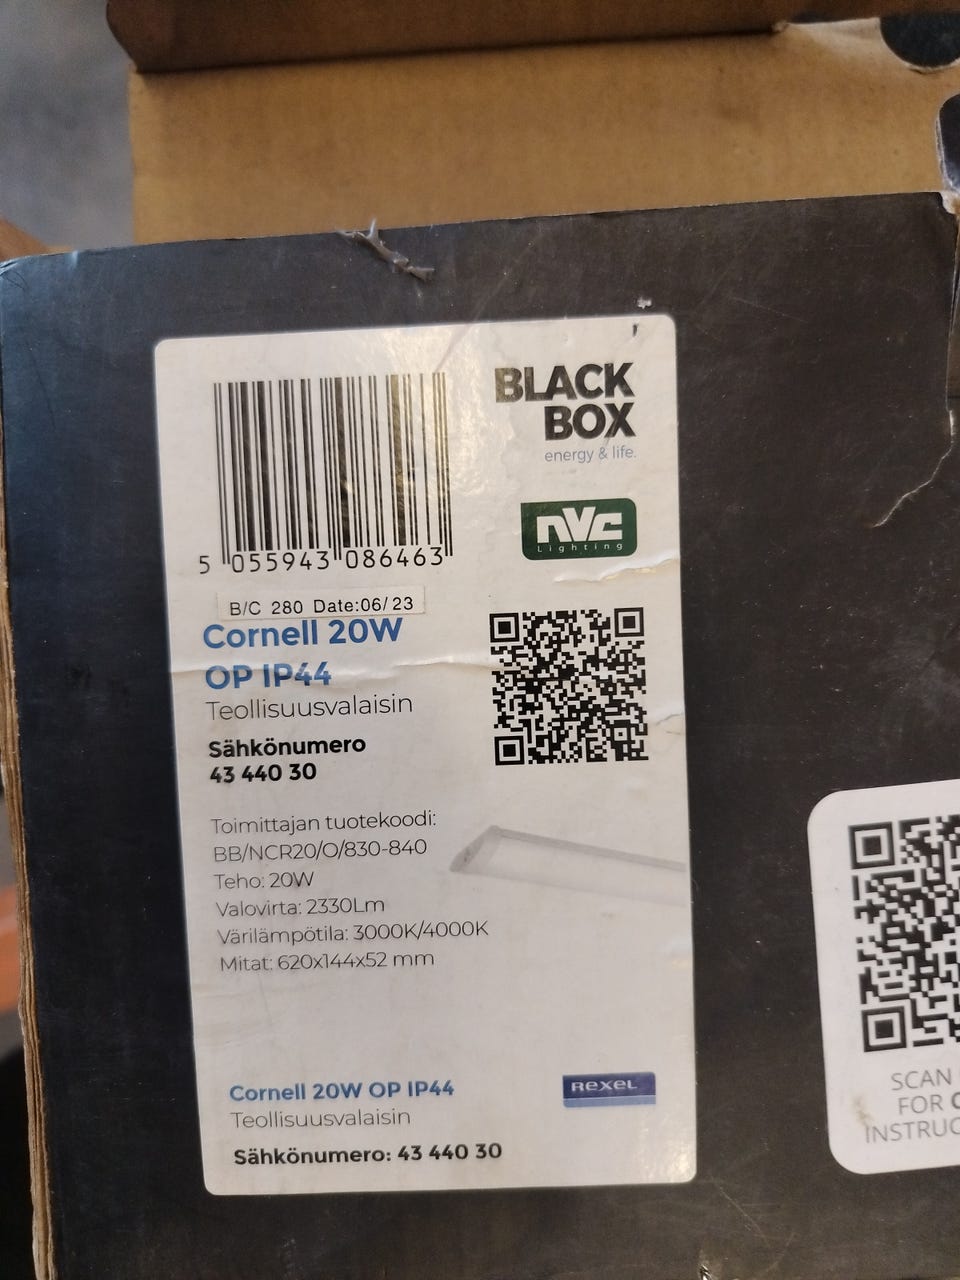 BLACK
BOX
energy & life.
nvc
Lighting
5 055943 086463
B/C 280 Date:06/23
Cornell 20W
OP IP44
Teollisuusvalaisin
Sähkönumero
43 440 30
Toimittajan tuotekoodi:
BB/NCR20/O/830-840
Teho: 20W
Valovirta: 2330Lm
Värilämpötila: 3000K/4000K
Mitat: 620x144x52 mm
Cornell 20W OP IP44
Teollisuusvalaisin
Sähkönumero: 43 440 30
REXEL
SCAN
FOR